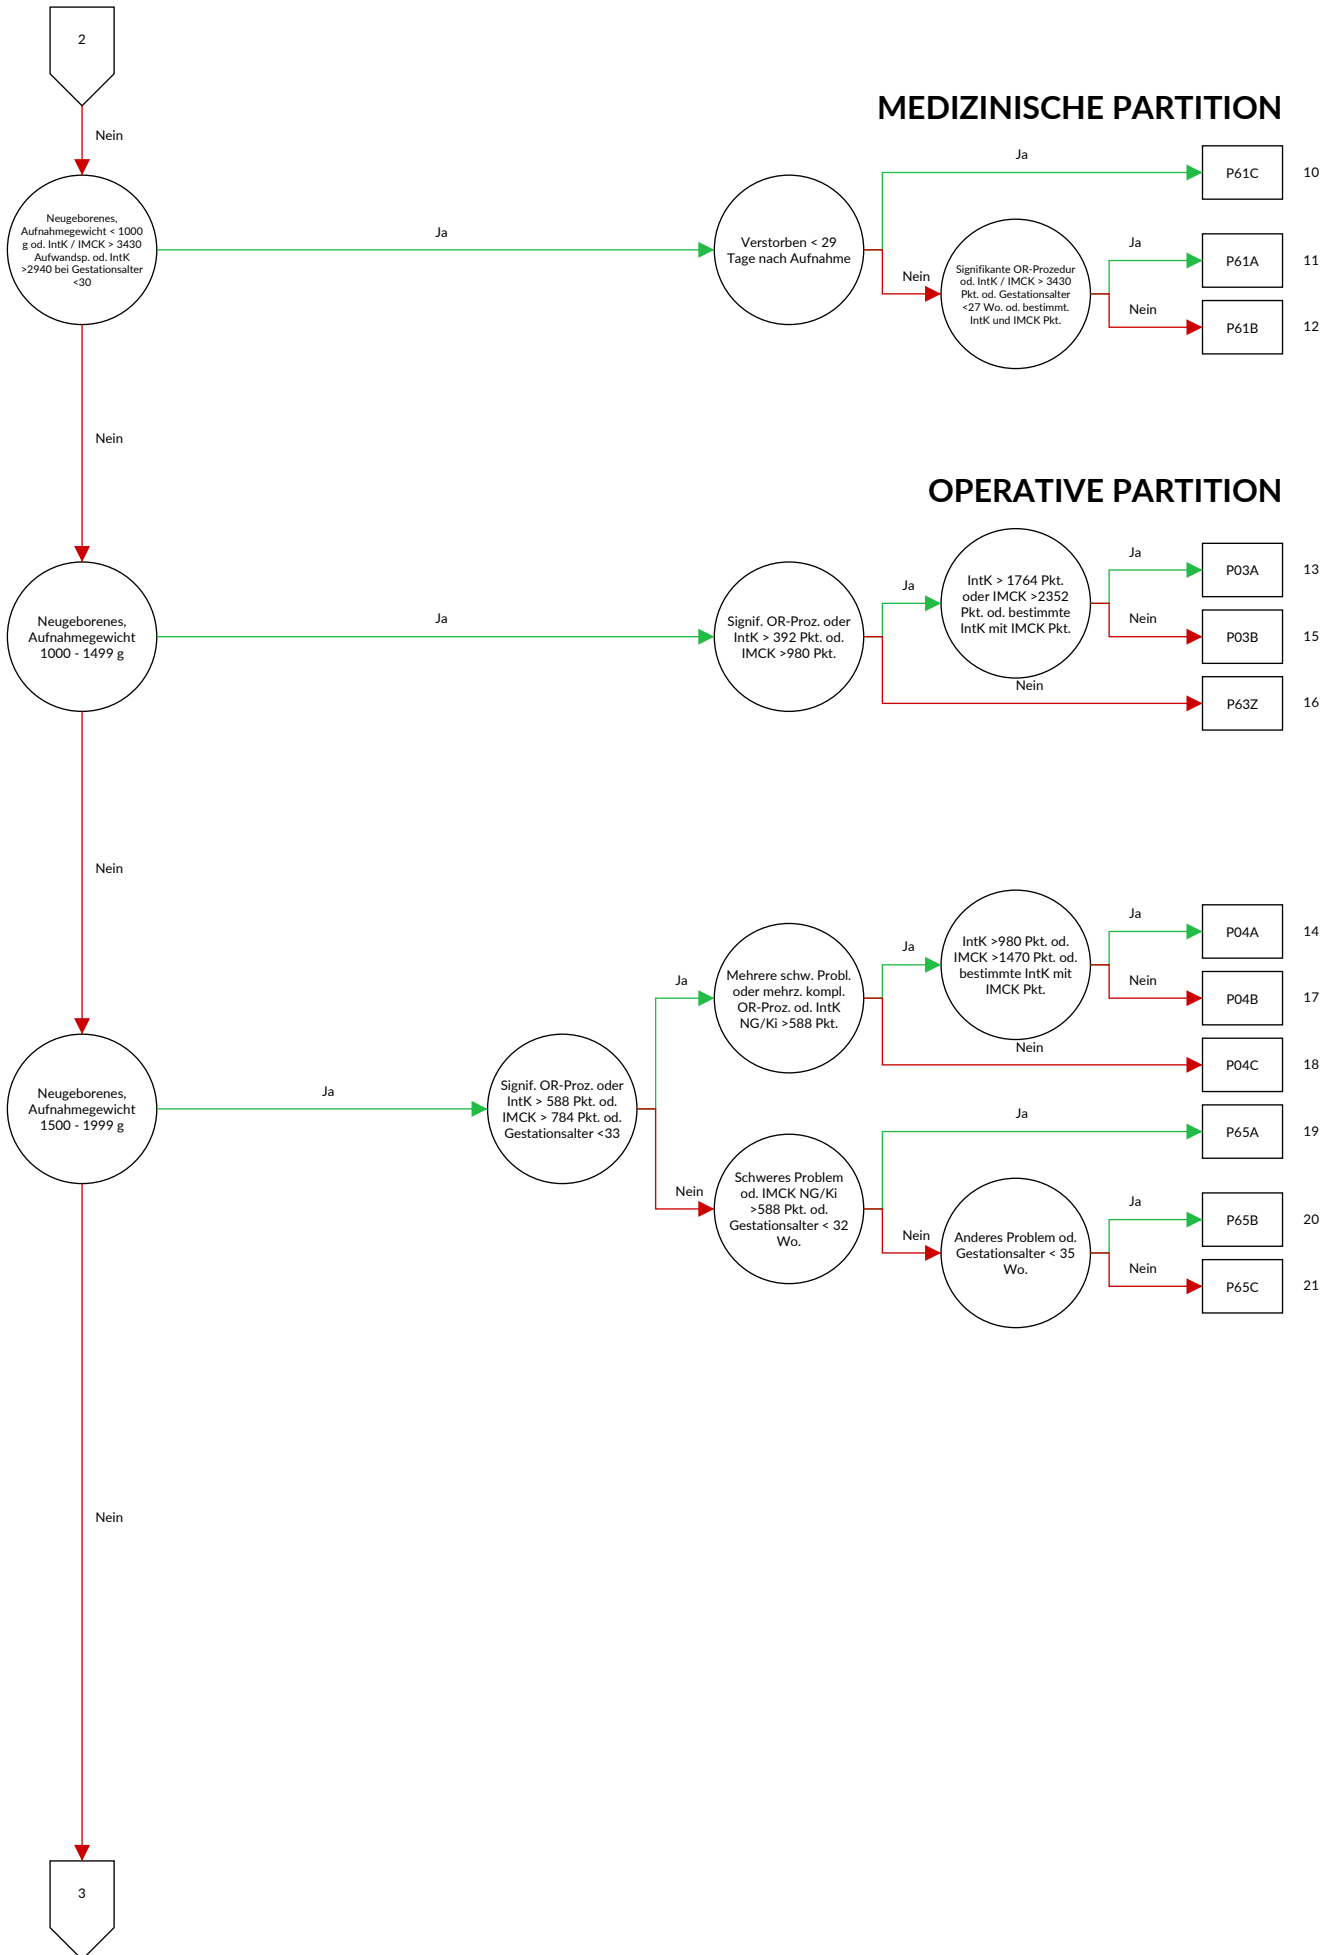 2
Nein
MEDIZINISCHE PARTITION
Neugeborenes,
Aufnahmegewicht < 1000
g od. IntK / IMCK > 3430
Aufwandsp. od. IntK
>2940 bei Gestationsalter
<30
Ja
Verstorben < 29
Tage nach Aufnahme
Ja
P61C
10
Nein
Signifikante OR-Prozedur
od. IntK / IMCK > 3430
Pkt. od. Gestationsalter
<27 Wo. od. bestimmt.
IntK und IMCK Pkt.
Ja
P61A
11
Nein
P61B
12
Nein
OPERATIVE PARTITION
Neugeborenes,
Aufnahmegewicht
1000 - 1499 g
Ja
Signif. OR-Proz. oder
IntK > 392 Pkt. od.
IMCK >980 Pkt.
Ja
IntK > 1764 Pkt.
oder IMCK >2352
Pkt. od. bestimmte
IntK mit IMCK Pkt.
Ja
P03A
13
Nein
P03B
15
Nein
P63Z
16
Nein
Neugeborenes,
Aufnahmegewicht
1500 - 1999 g
Ja
Signif. OR-Proz. oder
IntK > 588 Pkt. od.
IMCK > 784 Pkt. od.
Gestationsalter <33
Ja
Mehrere schw. Probl.
oder mehrz. kompl.
OR-Proz. od. IntK
NG/Ki >588 Pkt.
Ja
IntK >980 Pkt. od.
IMCK >1470 Pkt. od.
bestimmte IntK mit
IMCK Pkt.
Ja
P04A
14
Nein
P04B
17
Nein
P04C
18
Nein
Schweres Problem
od. IMCK NG/Ki
>588 Pkt. od.
Gestationsalter < 32
Wo.
Ja
P65A
19
Nein
Anderes Problem od.
Gestationsalter < 35
Wo.
Ja
P65B
20
Nein
P65C
21
Nein
3